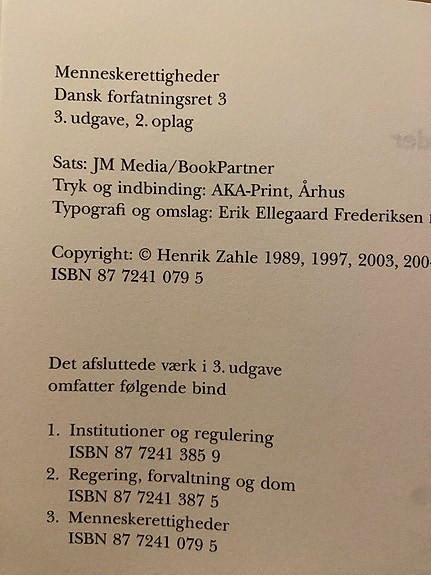 Menneskerettigheder
Dansk forfatningsret 3
3. udgave, 2. oplag
Sats: JM Media/BookPartner
Tryk og indbinding: AKA-Print, Århus
Typografi og omslag: Erik Ellegaard Frederiksen
Copyright: © Henrik Zahle 1989, 1997, 2003,
ISBN 87 7241 079 5
Det afsluttede værk i 3. udgave
omfatter følgende bind
1. Institutioner og regulering
ISBN 87 7241 385 9
2. Regering, forvaltning og dom
ISBN 87 7241 387 5
3. Menneskerettigheder
ISBN 87 7241 079 5